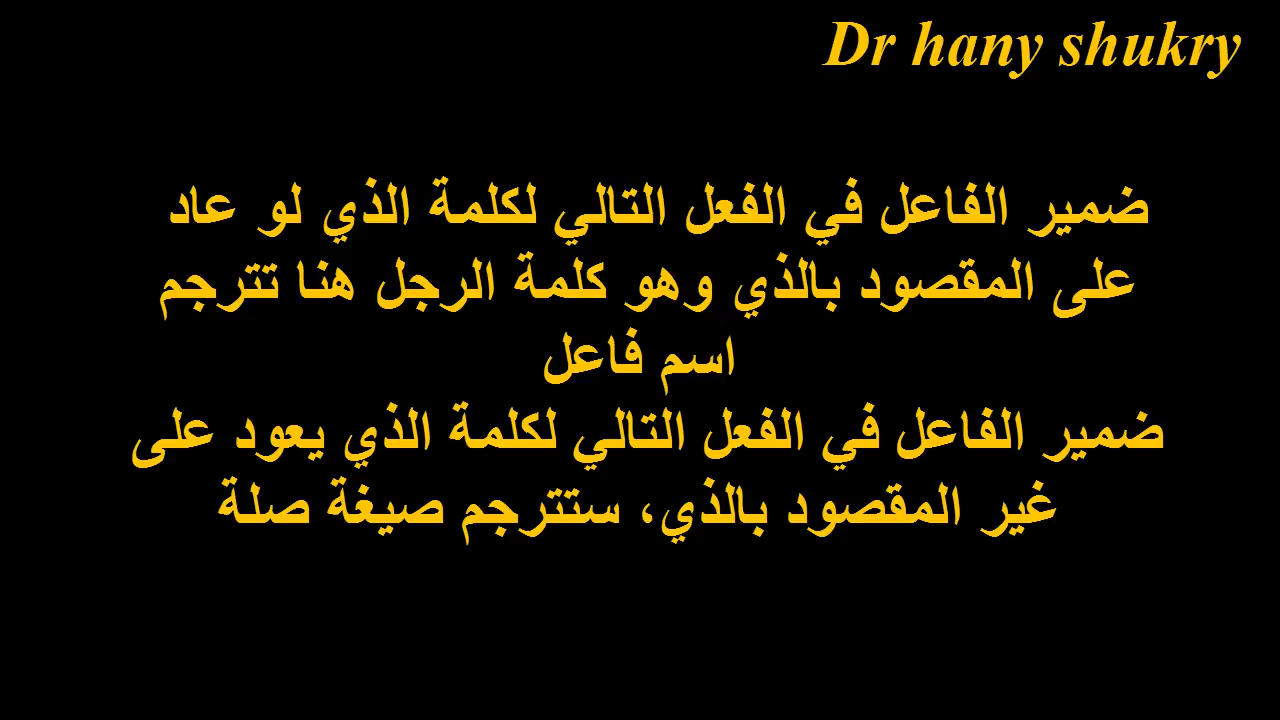 Dr hany shukry
ضمير الفاعل في الفعل التالي لكلمة الذي لو عاد
على المقصود بالذي وهو كلمة الرجل هنا تترجم
اسم فاعل
ضمير الفاعل في الفعل التالي لكلمة الذي يعود على
غير المقصود بالذي، ستترجم صيغة صلة